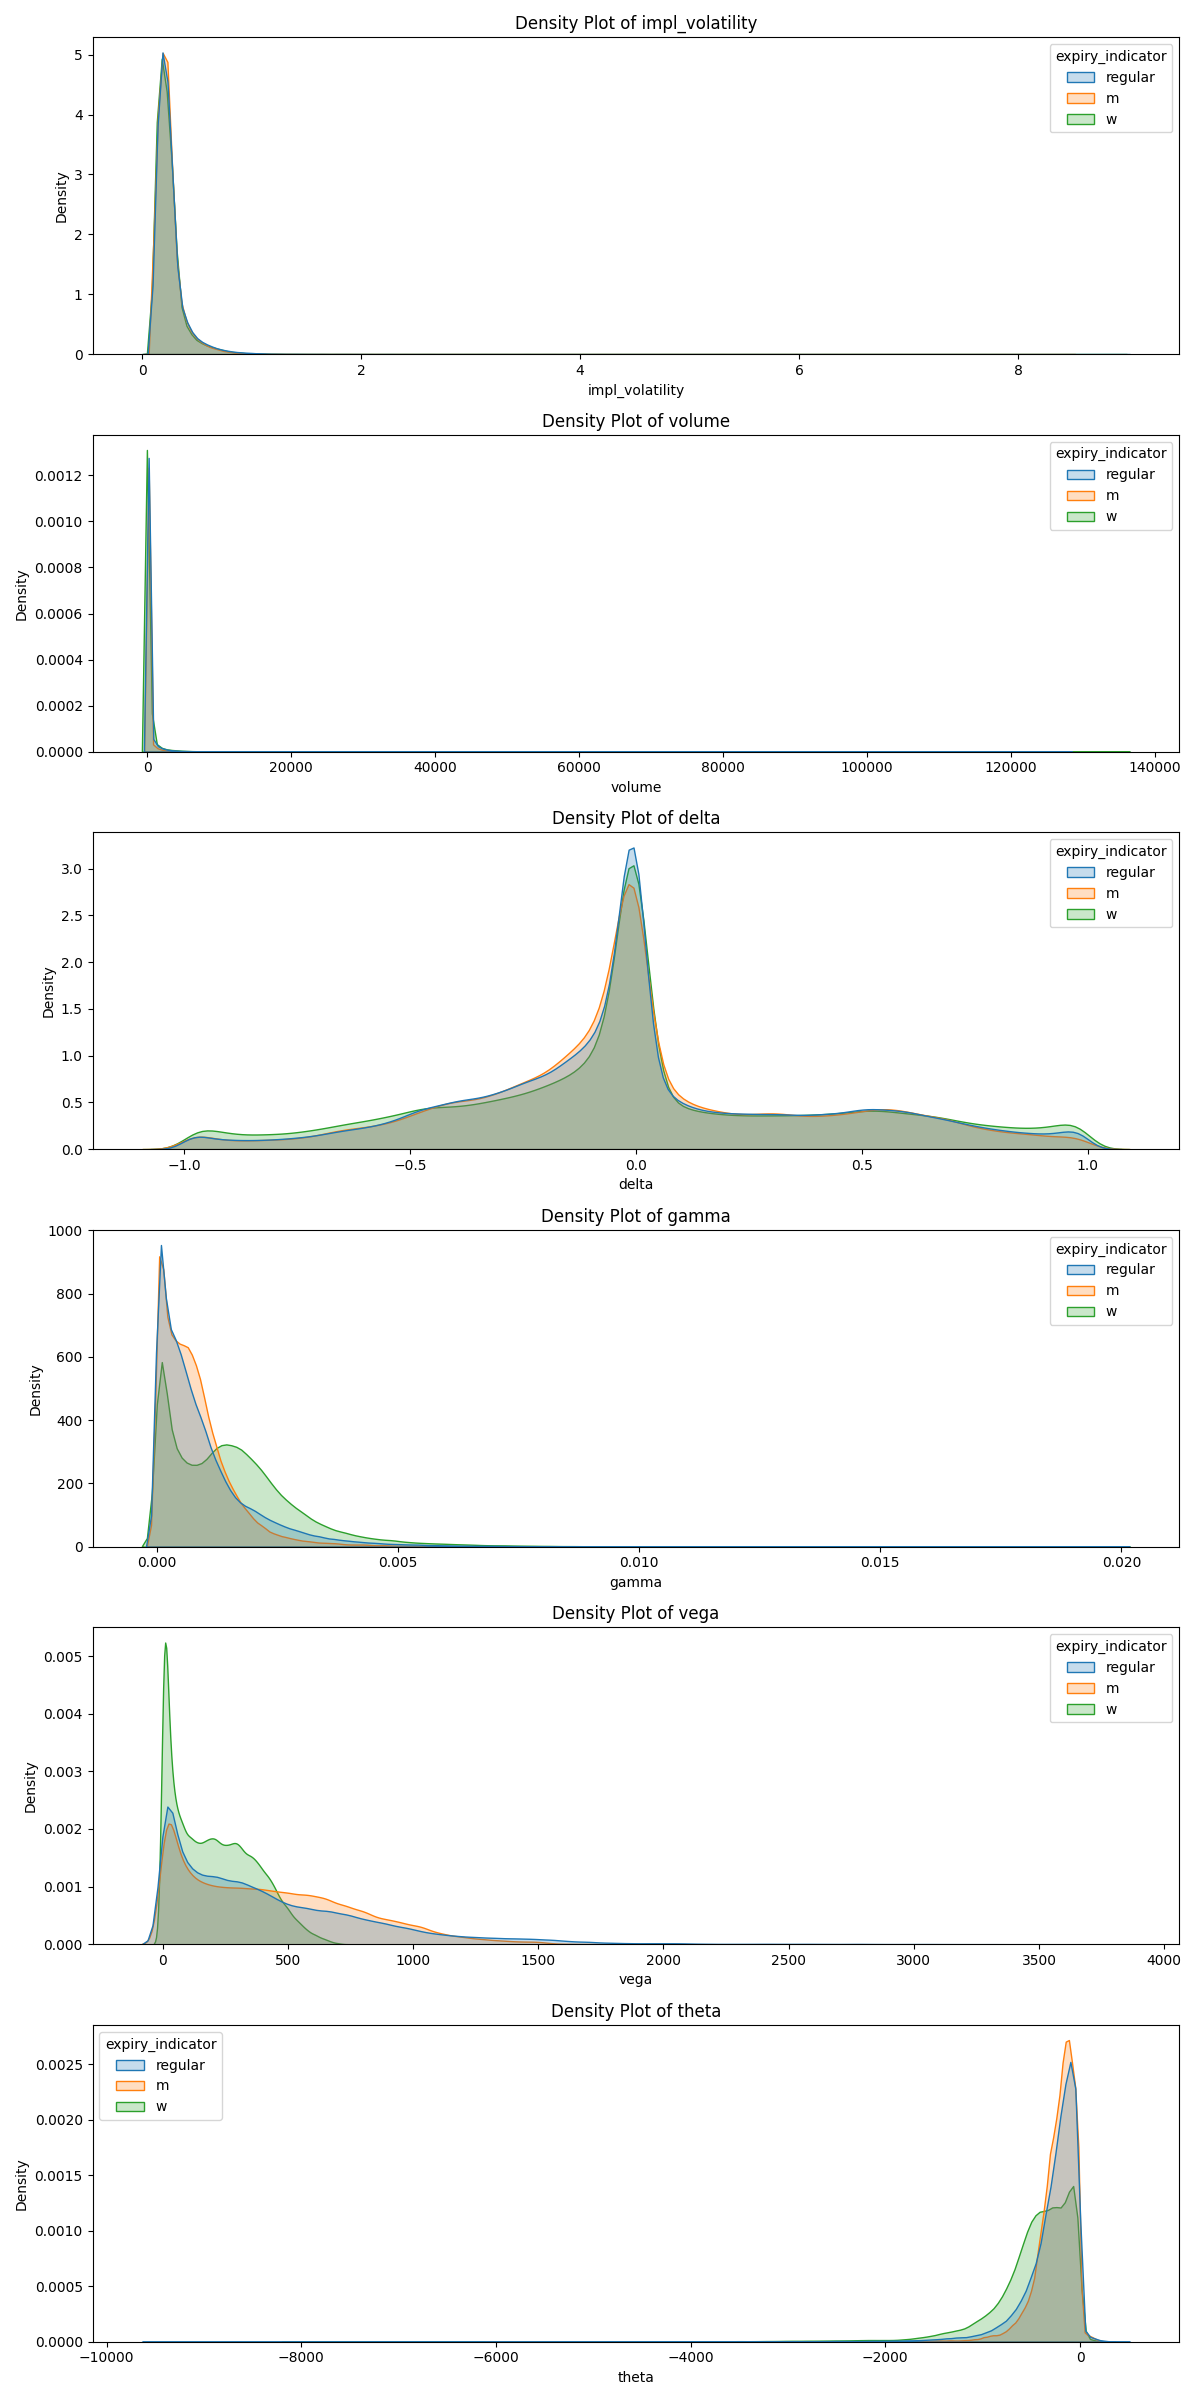 Density Plot of impl_volatility
expiry_indicator
regular
m
w
5
4
3
2
1
0
Density
0 2 4 6 8
impl_volatility
Density Plot of volume
expiry_indicator
regular
m
w
0.0012
0.0010
0.0008
0.0006
0.0004
0.0002
0.0000
Density
0 20000 40000 60000 80000 100000 120000 140000
volume
Density Plot of delta
expiry_indicator
regular
m
w
3.0
2.5
2.0
1.5
1.0
0.5
0.0
Density
−1.0 −0.5 0.0 0.5 1.0
delta
Density Plot of gamma
expiry_indicator
regular
m
w
1000
800
600
400
200
0
Density
0.000 0.005 0.010 0.015 0.020
gamma
Density Plot of vega
expiry_indicator
regular
m
w
0.005
0.004
0.003
0.002
0.001
0.000
Density
0 500 1000 1500 2000 2500 3000 3500 4000
vega
Density Plot of theta
expiry_indicator
regular
m
w
0.0025
0.0020
0.0015
0.0010
0.0005
0.0000
Density
−10000 −8000 −6000 −4000 −2000 0
theta